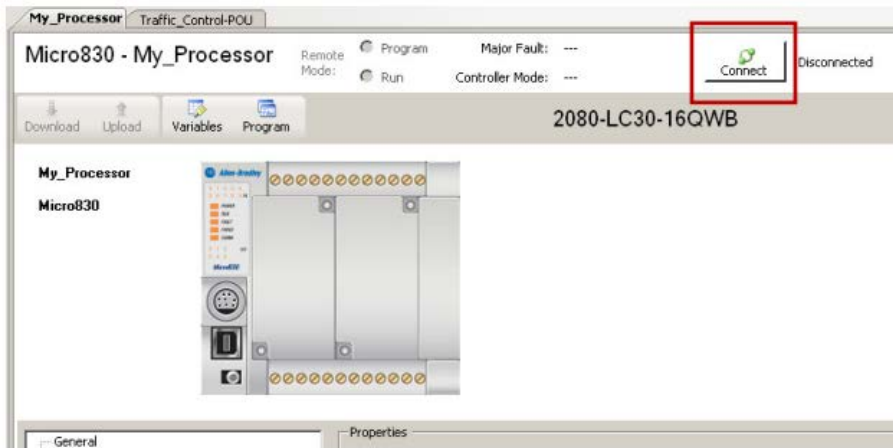 My_Processor Traffic_Control-POU
Micro830 - My_Processor
Remote Mode:
Program
Run
Major Fault: ---
Controller Mode: ---
Connect
Disconnected
Download Upload Variables Program
2080-LC30-16QWB
My_Processor
Micro830
Allen-Bradley
Micro830
General
Properties